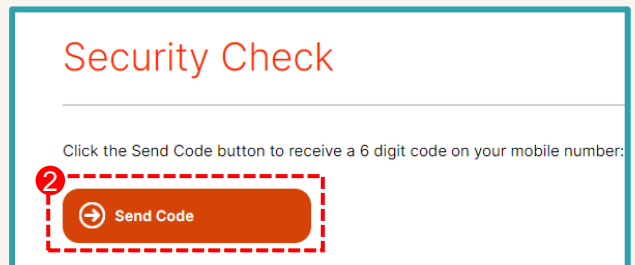 Security Check
Click the Send Code button to receive a 6 digit code on your mobile number:
2
Send Code